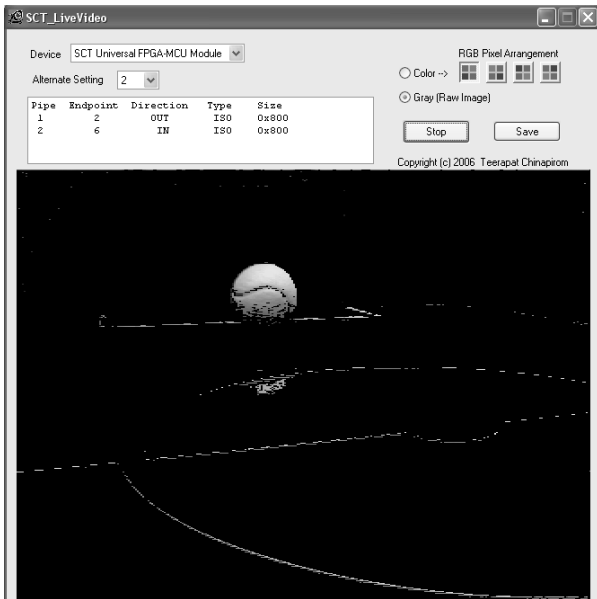 SCT_LiveVideo
Device SCT Universal FPGA-MCU Module
Alternate Setting 2
RGB Pixel Arrangement
Color -->
Gray (Raw Image)
Pipe Endpoint Direction Type Size
1 2 OUT ISO 0x800
2 6 IN ISO 0x800
Stop Save
Copyright (c) 2006 Teerapat Chinapirom